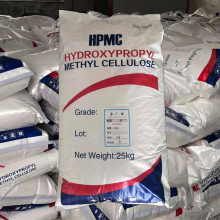 HPMC
HYDROXYPROPYL
METHYL CELLULOSE
Grade:
Lot:
Net Weight:25kg